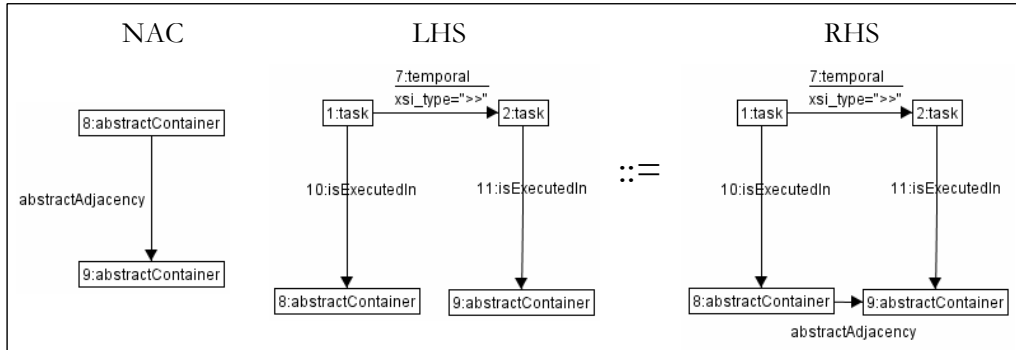 NAC
LHS
RHS
8:abstractContainer
abstractAdjacency
9:abstractContainer
7:temporal
xsi_type=">>"
1:task
2:task
10:isExecutedIn
11:isExecutedIn
8:abstractContainer
9:abstractContainer
::=
7:temporal
xsi_type=">>"
1:task
2:task
10:isExecutedIn
11:isExecutedIn
8:abstractContainer
9:abstractContainer
abstractAdjacency